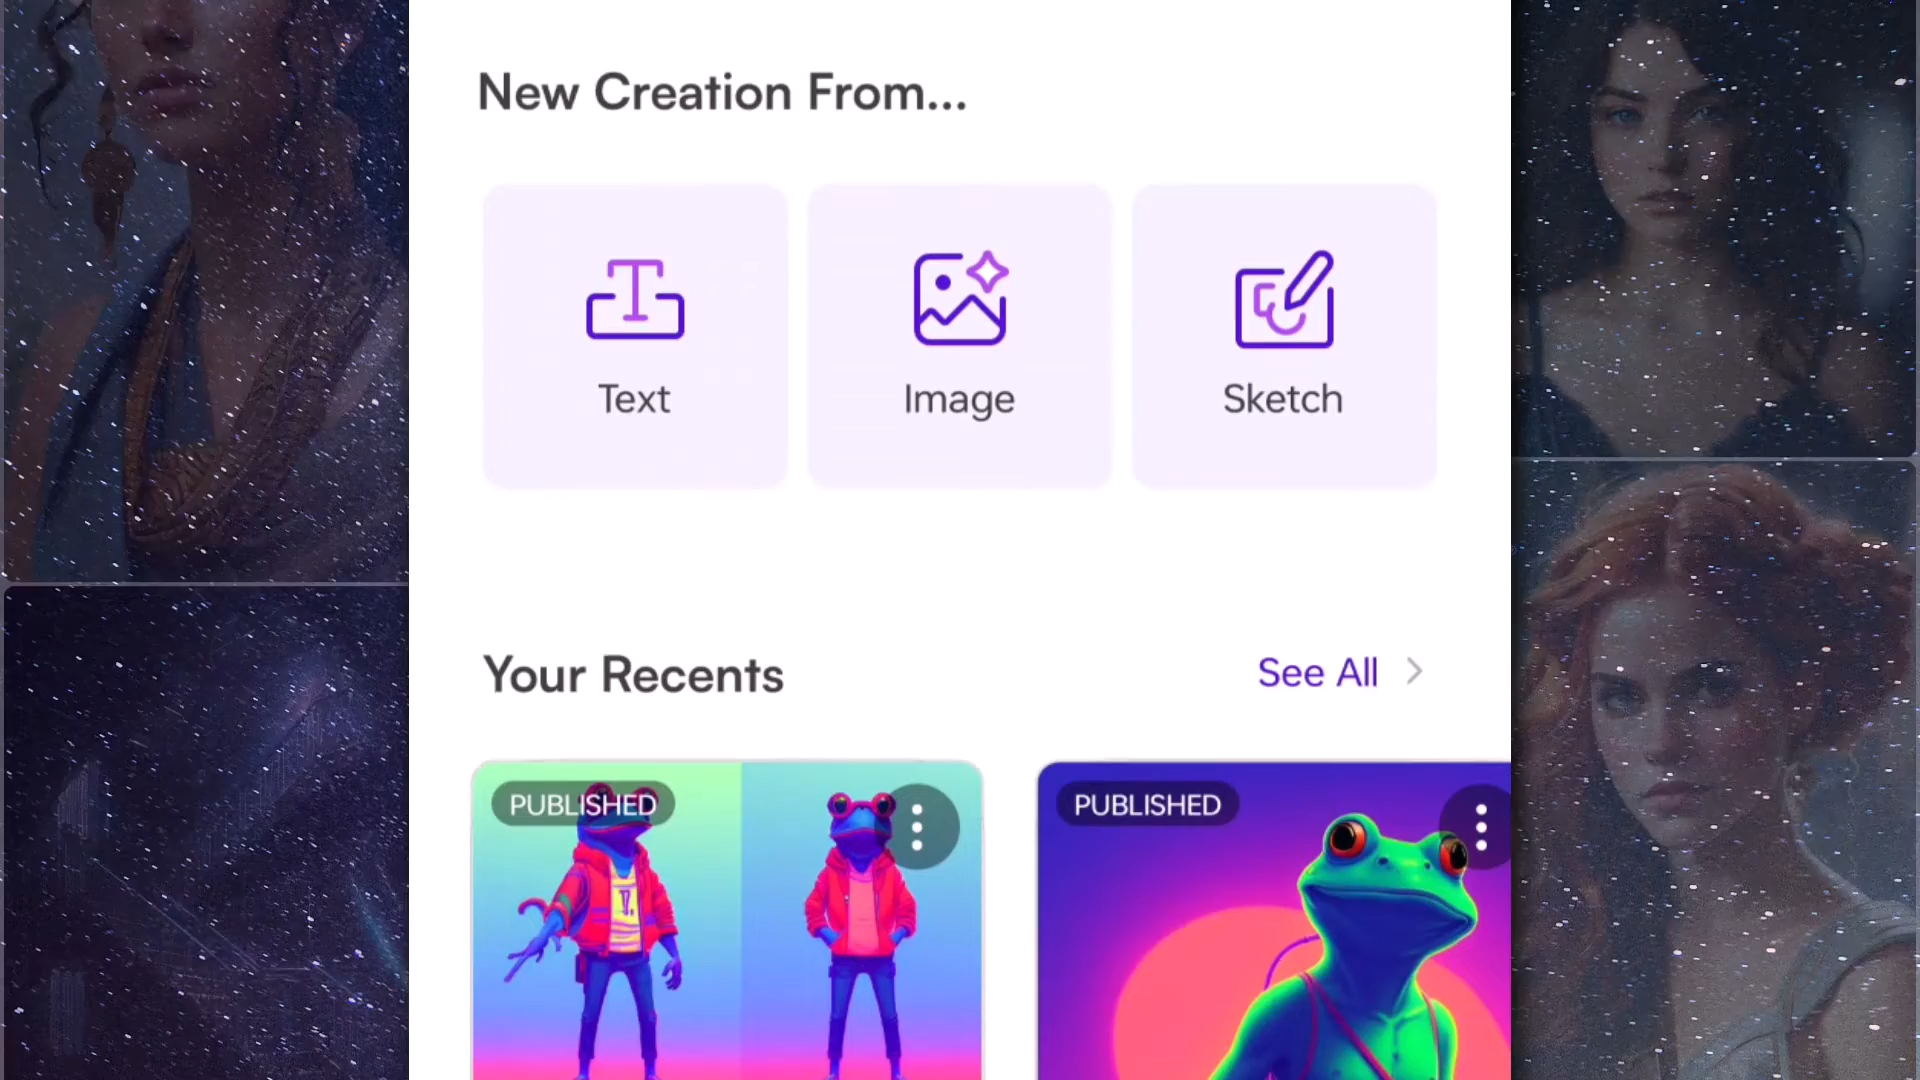 New Creation From...
Text
Image
Sketch
Your Recents
See All
PUBLISHED
PUBLISHED